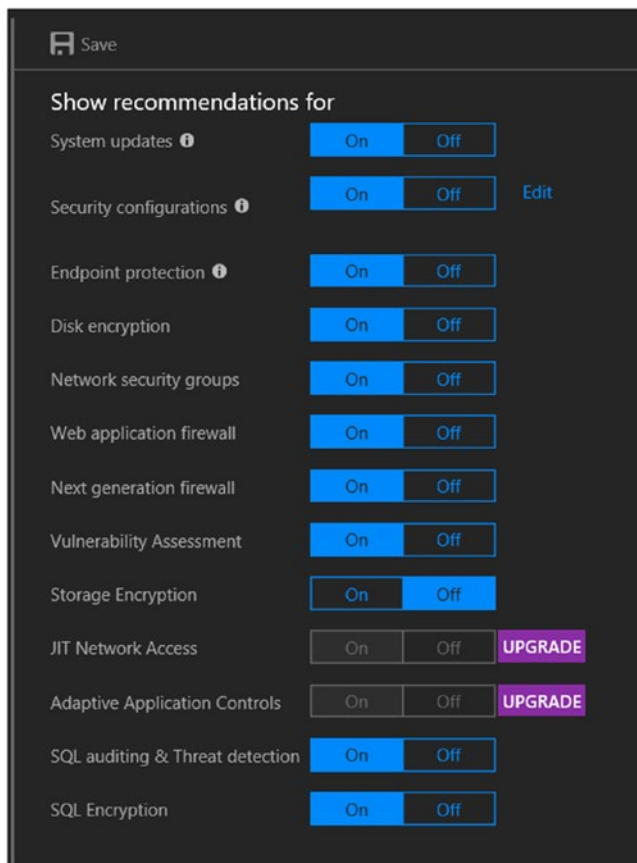 Save
Show recommendations for
System updates On Off
Security configurations On Off Edit
Endpoint protection On Off
Disk encryption On Off
Network security groups On Off
Web application firewall On Off
Next generation firewall On Off
Vulnerability Assessment On Off
Storage Encryption On Off
JIT Network Access On Off UPGRADE
Adaptive Application Controls On Off UPGRADE
SQL auditing & Threat detection On Off
SQL Encryption On Off